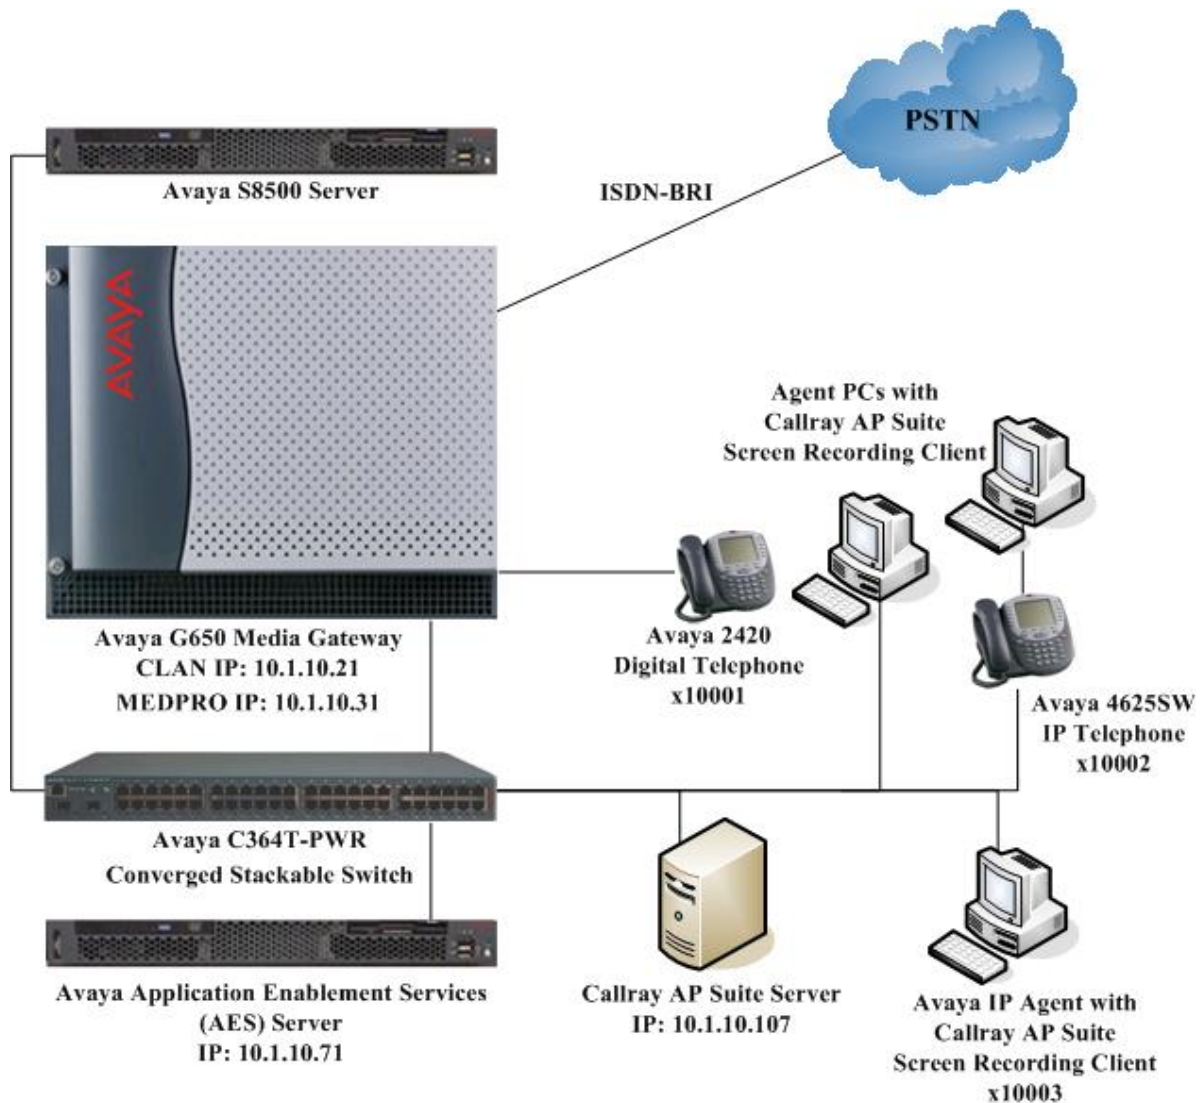 PSTN
Avaya S8500 Server
ISDN-BRI
AVAYA
Agent PCs with
Callray AP Suite
Screen Recording Client
Avaya G650 Media Gateway
CLAN IP: 10.1.10.21
MEDPRO IP: 10.1.10.31
Avaya 2420
Digital Telephone
x10001
Avaya 4625SW
IP Telephone
x10002
Avaya C364T-PWR
Converged Stackable Switch
Avaya Application Enablement Services
(AES) Server
IP: 10.1.10.71
Callray AP Suite Server
IP: 10.1.10.107
Avaya IP Agent with
Callray AP Suite
Screen Recording Client
x10003